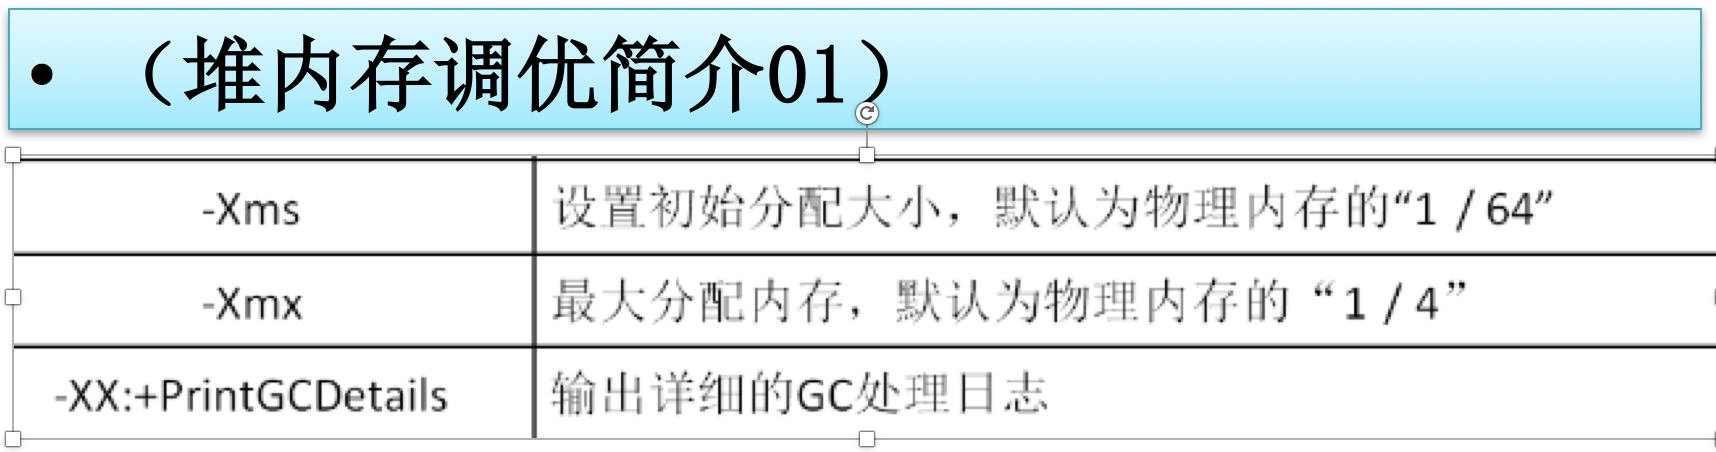 • （堆内存调优简介01）
-Xms 设置初始分配大小，默认为物理内存的“1 / 64”
-Xmx 最大分配内存，默认为物理内存的“1 / 4”
-XX:+PrintGCDetails 输出详细的GC处理日志